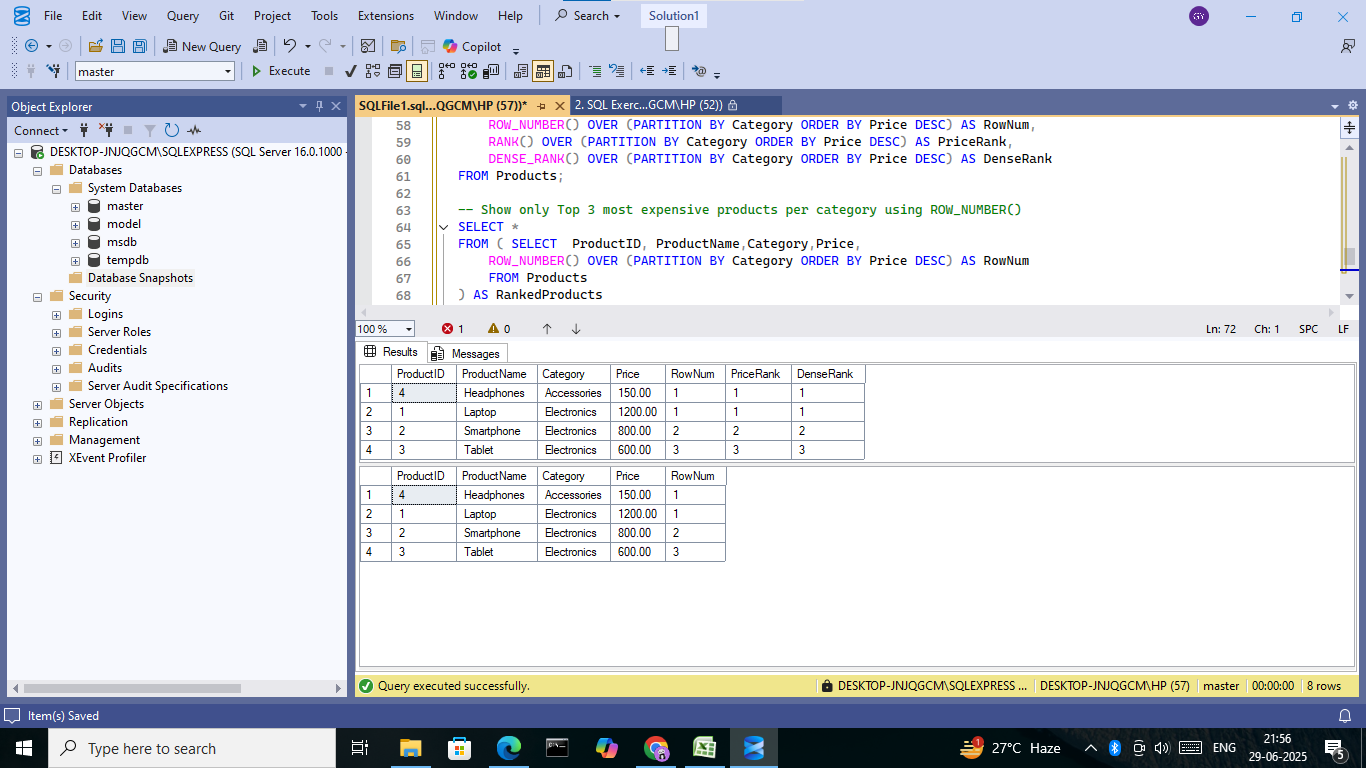 File Edit View Query Git Project Tools Extensions Window Help Search Solution1 GY
New Query Copilot
master Execute
Object Explorer
SQLFile1.sql...QGCM\HP (57))* 2. SQL Exerc...GCM\HP (52))
Connect
DESKTOP-JNJQGCM\SQLEXPRESS (SQL Server 16.0.1000 -
Databases
System Databases
master
model
msdb
tempdb
Database Snapshots
Security
Logins
Server Roles
Credentials
Audits
Server Audit Specifications
Server Objects
Replication
Management
XEvent Profiler
58 ROW_NUMBER() OVER (PARTITION BY Category ORDER BY Price DESC) AS RowNum,
59 RANK() OVER (PARTITION BY Category ORDER BY Price DESC) AS PriceRank,
60 DENSE_RANK() OVER (PARTITION BY Category ORDER BY Price DESC) AS DenseRank
61 FROM Products;
62
63 -- Show only Top 3 most expensive products per category using ROW_NUMBER()
64 SELECT *
65 FROM ( SELECT  ProductID, ProductName,Category,Price,
66 ROW_NUMBER() OVER (PARTITION BY Category ORDER BY Price DESC) AS RowNum
67 FROM Products
68 ) AS RankedProducts
100 % 1 0 Ln: 72 Ch: 1 SPC LF
Results Messages
ProductID ProductName Category Price RowNum PriceRank DenseRank
1 4 Headphones Accessories 150.00 1 1 1
2 1 Laptop Electronics 1200.00 1 1 1
3 2 Smartphone Electronics 800.00 2 2 2
4 3 Tablet Electronics 600.00 3 3 3
ProductID ProductName Category Price RowNum
1 4 Headphones Accessories 150.00 1
2 1 Laptop Electronics 1200.00 1
3 2 Smartphone Electronics 800.00 2
4 3 Tablet Electronics 600.00 3
Query executed successfully. DESKTOP-JNJQGCM\SQLEXPRESS ... DESKTOP-JNJQGCM\HP (57) master 00:00:00 8 rows
Item(s) Saved
Type here to search 1 27°C Haze ENG 21:56
29-06-2025 5